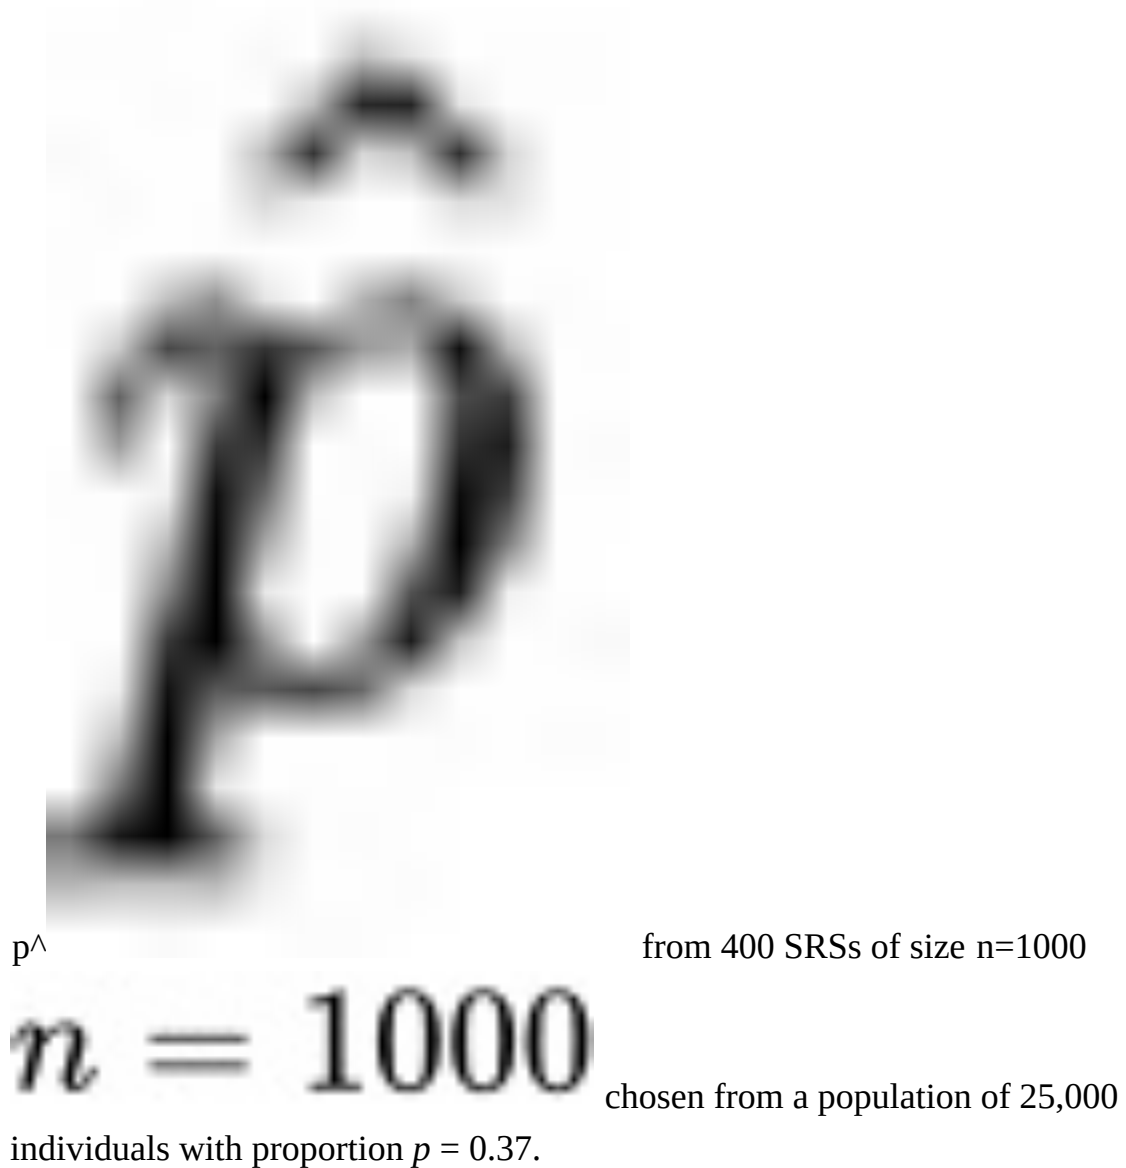 p̂
p^ from 400 SRSs of size n=1000
n = 1000 chosen from a population of 25,000
individuals with proportion p = 0.37.